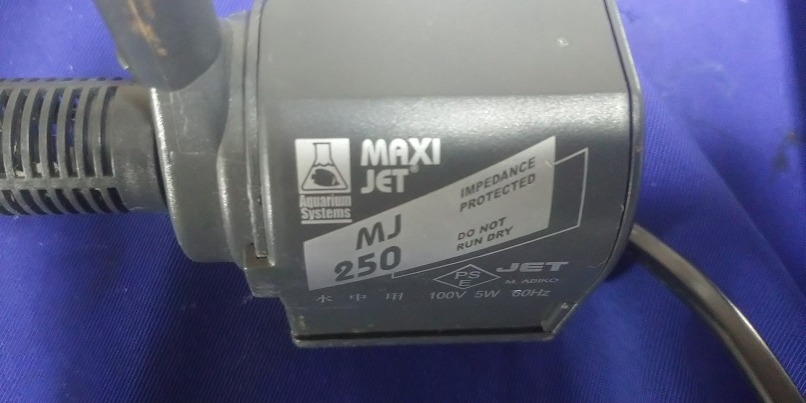 MAXI
JET®
Aquarium
Systems
MJ
250
IMPEDANCE
PROTECTED
DO NOT
RUN DRY
PS
E
JET
M. ABIKO
水中用 100V 5W 60Hz